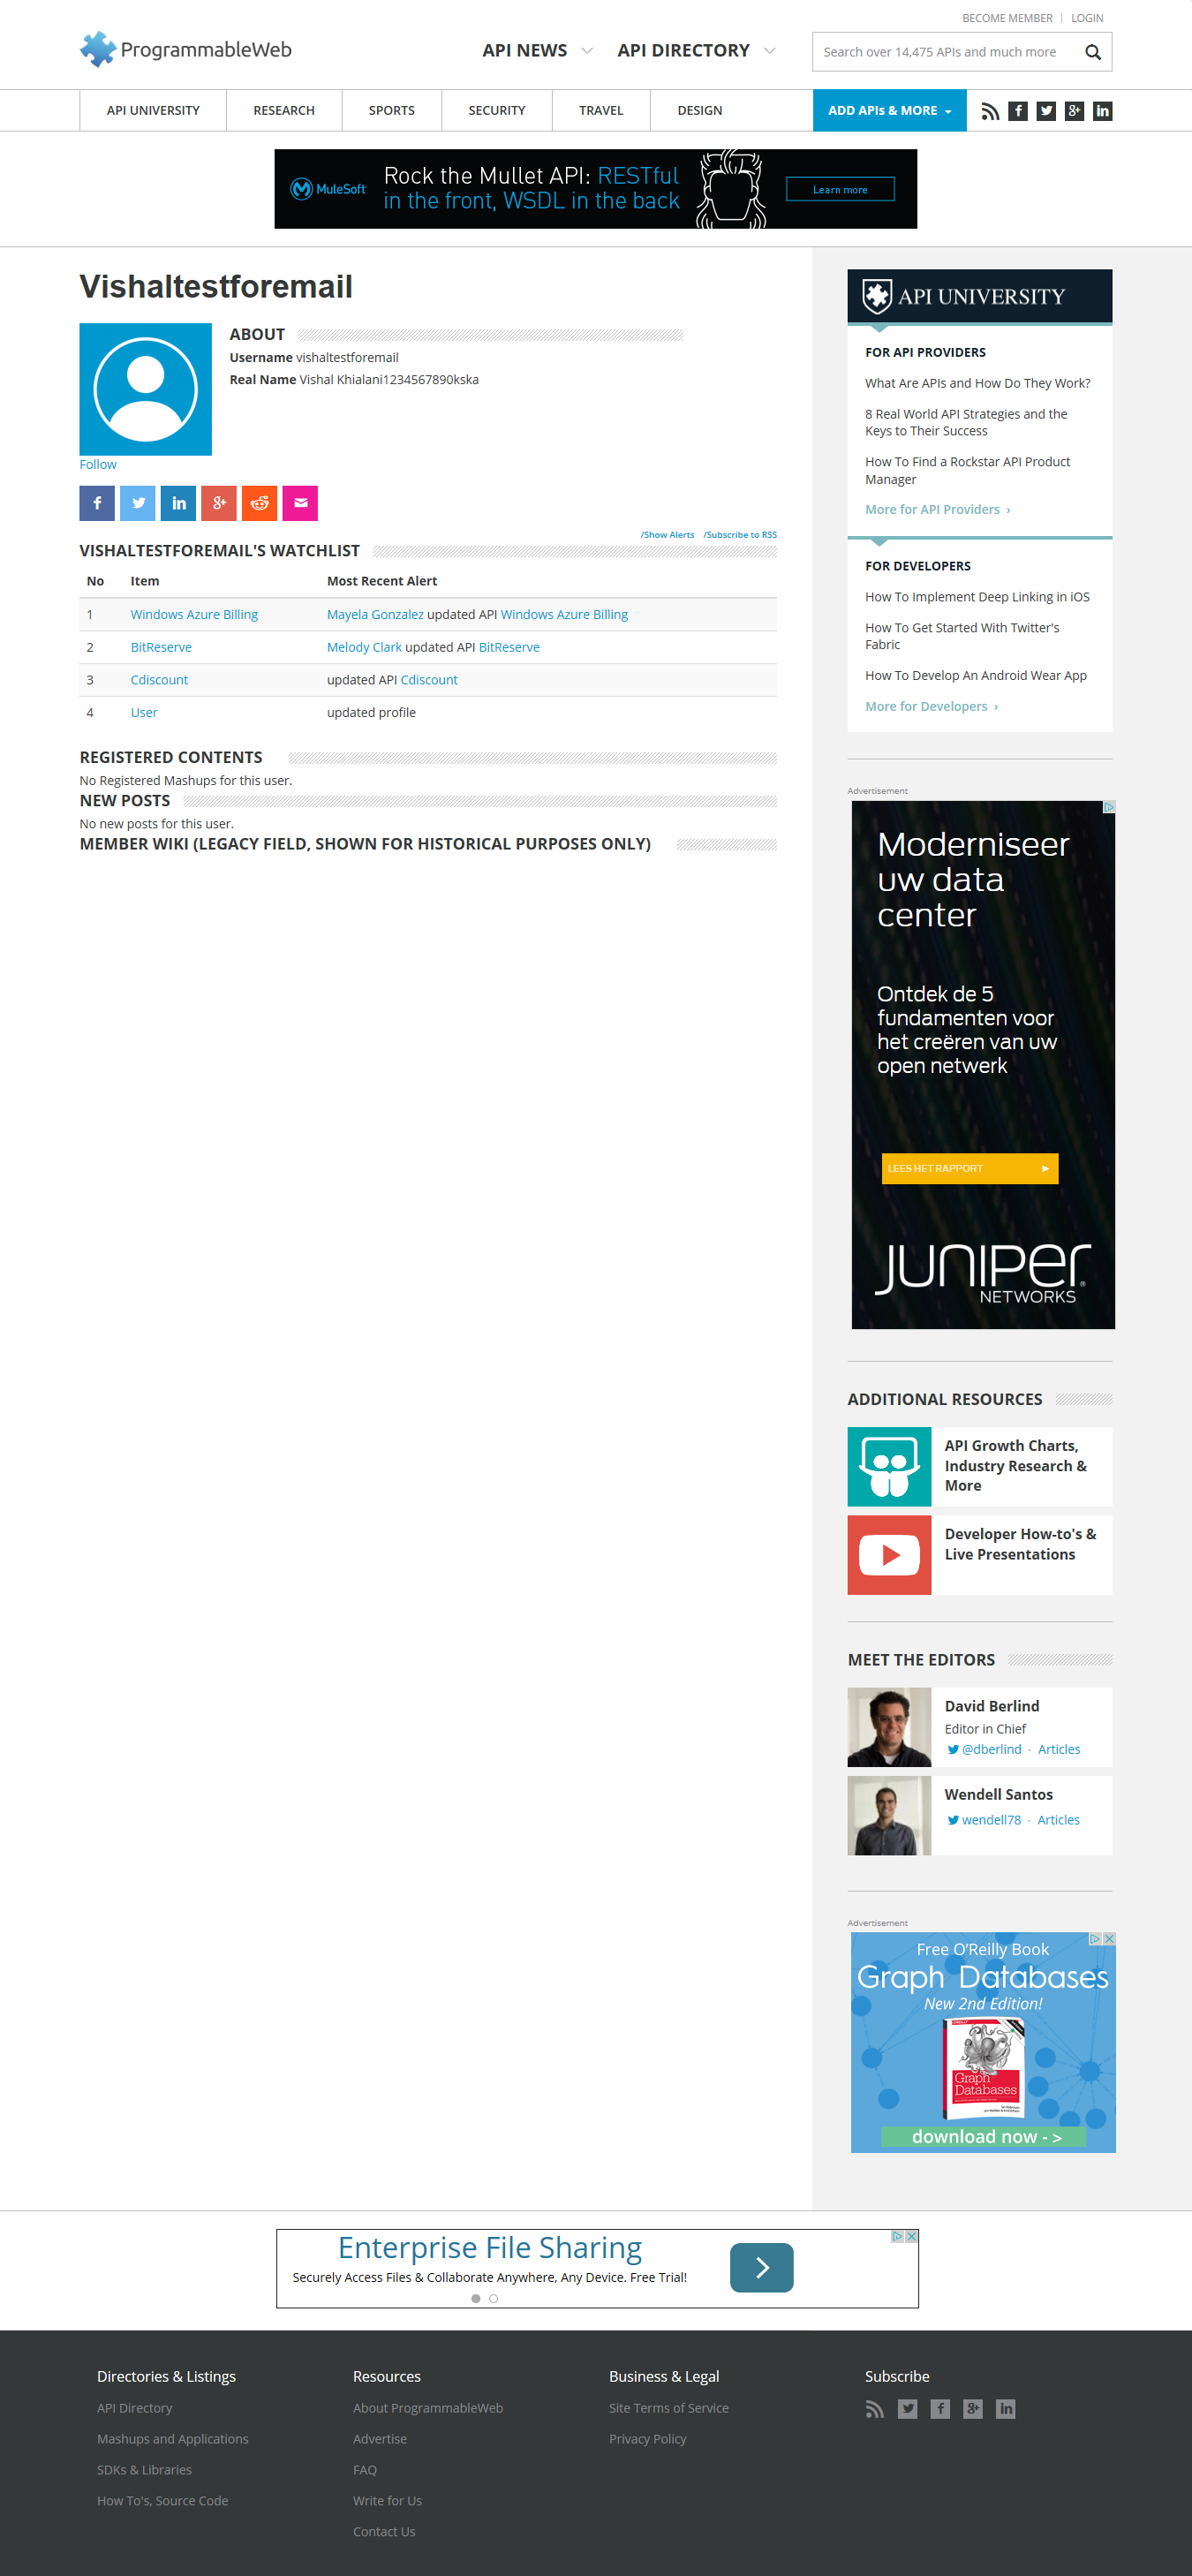 BECOME MEMBER | LOGIN
ProgrammableWeb
API NEWS
API DIRECTORY
Search over 14,475 APIs and much more
API UNIVERSITY
RESEARCH
SPORTS
SECURITY
TRAVEL
DESIGN
ADD APIs & MORE
MuleSoft
Rock the Mullet API: RESTful
in the front, WSDL in the back
Learn more
Vishaltestforemail
ABOUT
Username vishaltestforemail
Real Name Vishal Khialani1234567890kska
Follow
/Show Alerts /Subscribe to RSS
VISHALTESTFOREMAIL'S WATCHLIST
No Item Most Recent Alert
1 Windows Azure Billing Mayela Gonzalez updated API Windows Azure Billing
2 BitReserve Melody Clark updated API BitReserve
3 Cdiscount updated API Cdiscount
4 User updated profile
REGISTERED CONTENTS
No Registered Mashups for this user.
NEW POSTS
No new posts for this user.
MEMBER WIKI (LEGACY FIELD, SHOWN FOR HISTORICAL PURPOSES ONLY)
API UNIVERSITY
FOR API PROVIDERS
What Are APIs and How Do They Work?
8 Real World API Strategies and the
Keys to Their Success
How To Find a Rockstar API Product
Manager
More for API Providers ›
FOR DEVELOPERS
How To Implement Deep Linking in iOS
How To Get Started With Twitter's
Fabric
How To Develop An Android Wear App
More for Developers ›
Advertisement
Moderniseer
uw data
center
Ontdek de 5
fundamenten voor
het creëren van uw
open netwerk
LEES HET RAPPORT
JUNIPER
NETWORKS
ADDITIONAL RESOURCES
API Growth Charts,
Industry Research &
More
Developer How-to's &
Live Presentations
MEET THE EDITORS
David Berlind
Editor in Chief
@dberlind · Articles
Wendell Santos
wendell78 · Articles
Advertisement
Free O'Reilly Book
Graph Databases
New 2nd Edition!
Graph
Databases
download now - >
Enterprise File Sharing
Securely Access Files & Collaborate Anywhere, Any Device. Free Trial!
Directories & Listings
API Directory
Mashups and Applications
SDKs & Libraries
How To's, Source Code
Resources
About ProgrammableWeb
Advertise
FAQ
Write for Us
Contact Us
Business & Legal
Site Terms of Service
Privacy Policy
Subscribe